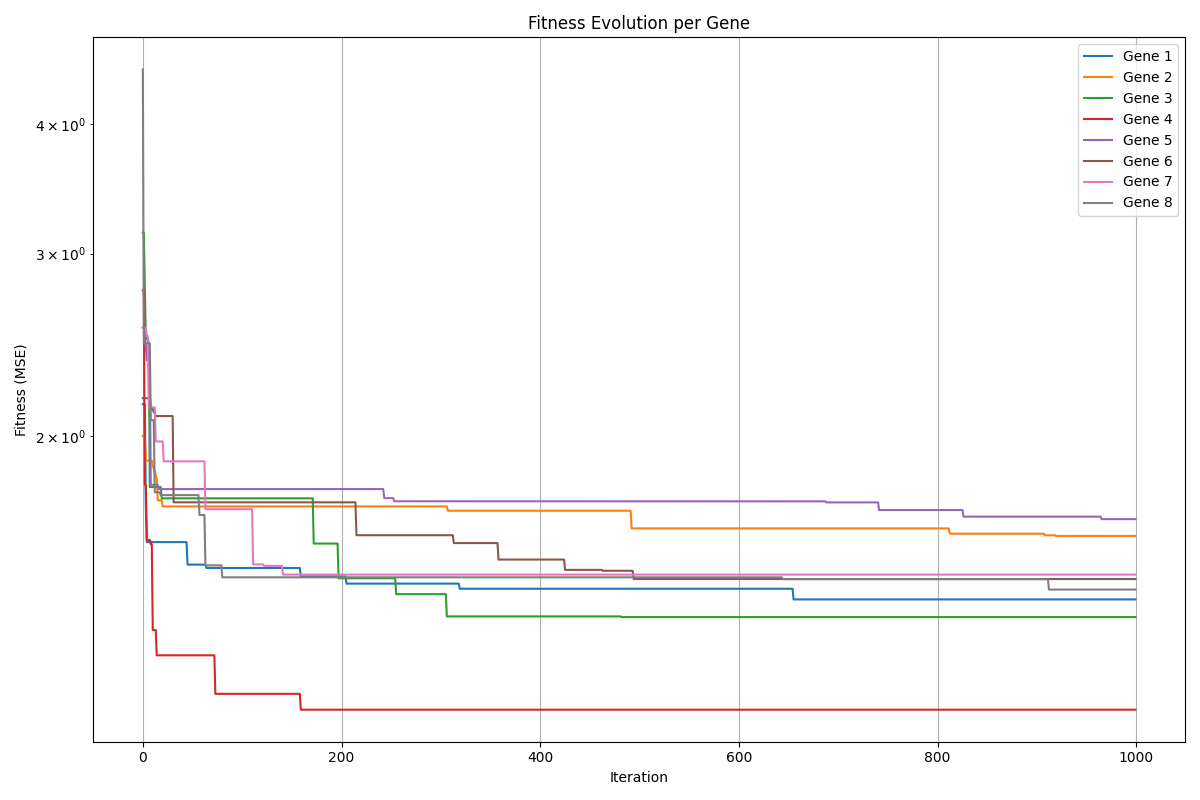 Fitness Evolution per Gene
Gene 1
Gene 2
Gene 3
Gene 4
Gene 5
Gene 6
Gene 7
Gene 8
4 × 10⁰
3 × 10⁰
2 × 10⁰
Fitness (MSE)
0 200 400 600 800 1000
Iteration